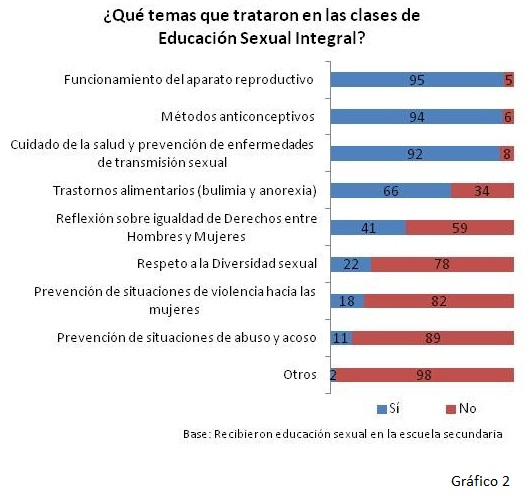 ¿Qué temas que trataron en las clases de
Educación Sexual Integral?
Funcionamiento del aparato reproductivo
95 5
Métodos anticonceptivos
94 6
Cuidado de la salud y prevención de enfermedades
de transmisión sexual
92 8
Trastornos alimentarios (bulimia y anorexia)
66 34
Reflexión sobre igualdad de Derechos entre
Hombres y Mujeres
41 59
Respeto a la Diversidad sexual
22 78
Prevención de situaciones de violencia hacia las
mujeres
18 82
Prevención de situaciones de abuso y acoso
11 89
Otros
2 98
Sí No
Base: Recibieron educación sexual en la escuela secundaria
Gráfico 2